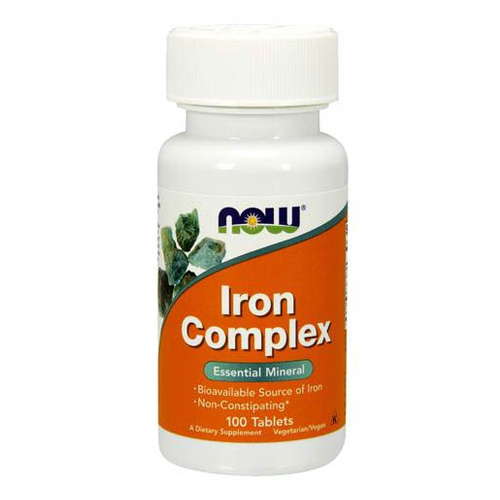 NOW®
Iron
Complex
Essential Mineral
• Bioavailable Source of Iron
• Non-Constipating*
100 Tablets
A Dietary Supplement Vegetarian/Vegan
K